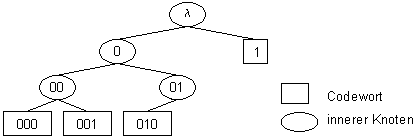 λ
0 1
00 01
000 001 010
Codewort
innerer Knoten